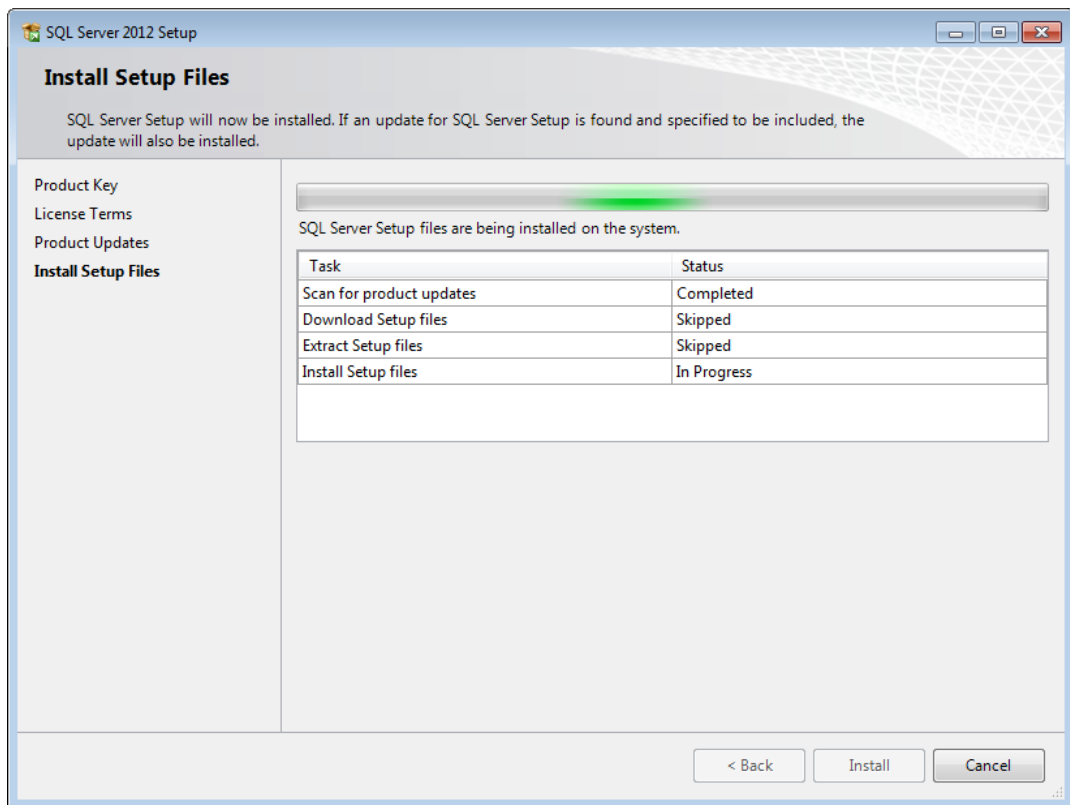 SQL Server 2012 Setup
Install Setup Files
SQL Server Setup will now be installed. If an update for SQL Server Setup is found and specified to be included, the
update will also be installed.
Product Key
License Terms
Product Updates
Install Setup Files
SQL Server Setup files are being installed on the system.
Task Status
Scan for product updates Completed
Download Setup files Skipped
Extract Setup files Skipped
Install Setup files In Progress
< Back Install Cancel